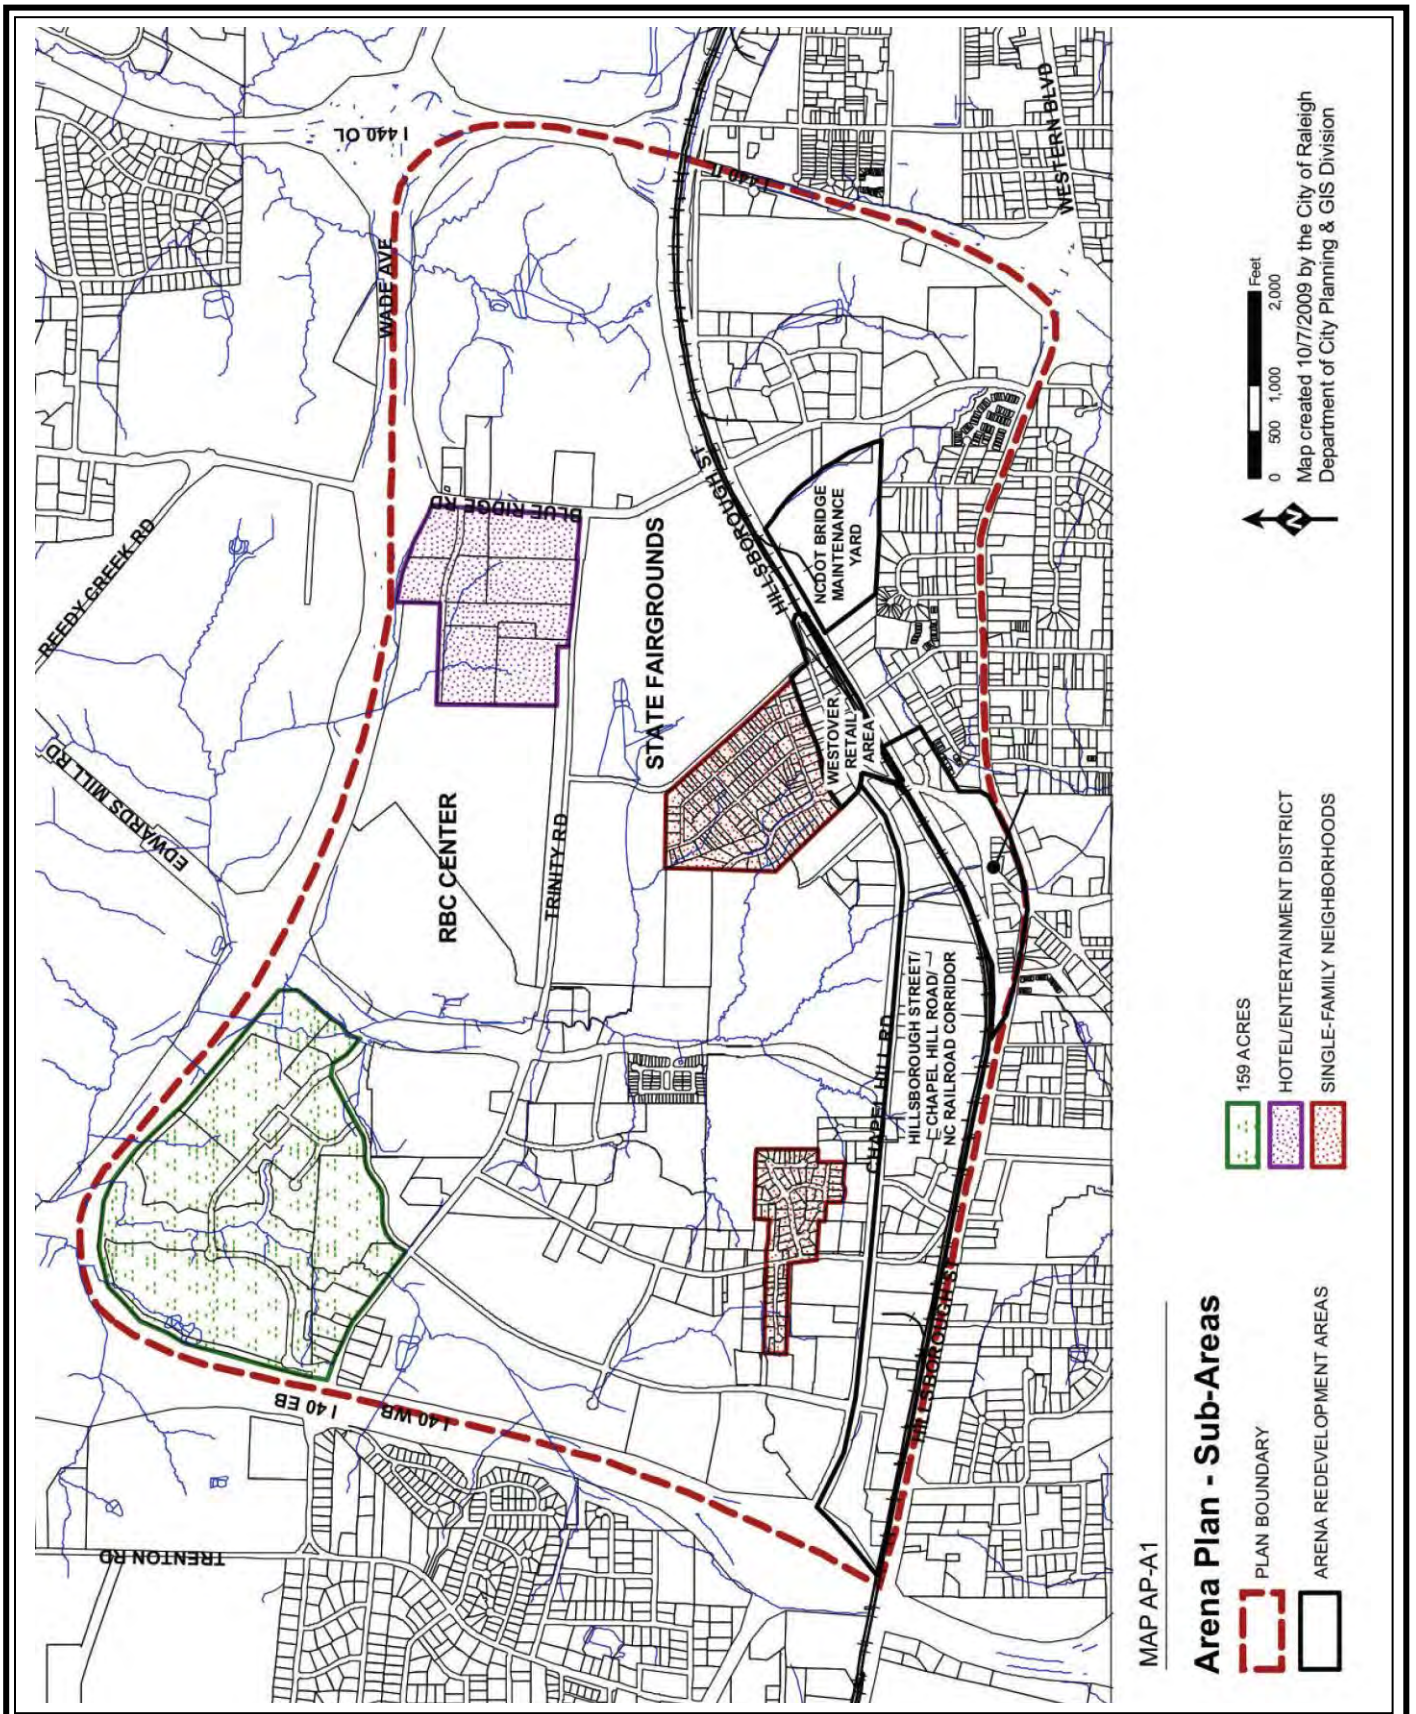 TRENTON RD
I 40 EB
I 40 WB
EDWARDS MILL RD
REEDY CREEK RD
WADE AVE
I 440 OL
I 440 IL
WESTERN BLVD
RBC CENTER
TRINITY RD
BLUE RIDGE RD
STATE FAIRGROUNDS
HILLSBOROUGH ST
HILLSBOROUGH ST
HILLSBOROUGH ST
CHAPEL HILL RD
WESTOVER
RETAIL
AREA
NCDOT BRIDGE
MAINTENANCE
YARD
HILLSBOROUGH STREET/
CHAPEL HILL ROAD/
NC RAILROAD CORRIDOR
MAP AP-A1
Arena Plan - Sub-Areas
PLAN BOUNDARY
ARENA REDEVELOPMENT AREAS
159 ACRES
HOTEL/ENTERTAINMENT DISTRICT
SINGLE-FAMILY NEIGHBORHOODS
N
0 500 1,000 2,000
Feet
Map created 10/7/2009 by the City of Raleigh
Department of City Planning & GIS Division